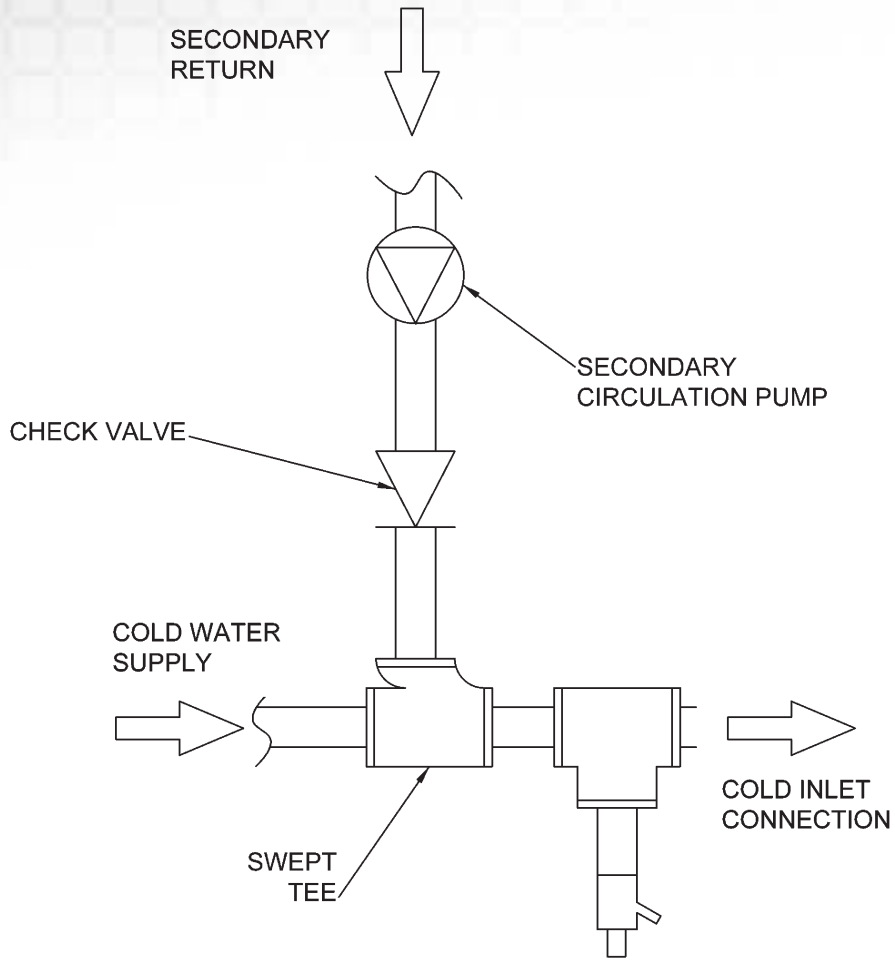 SECONDARY
RETURN
SECONDARY
CIRCULATION PUMP
CHECK VALVE
COLD WATER
SUPPLY
COLD INLET
CONNECTION
SWEPT
TEE